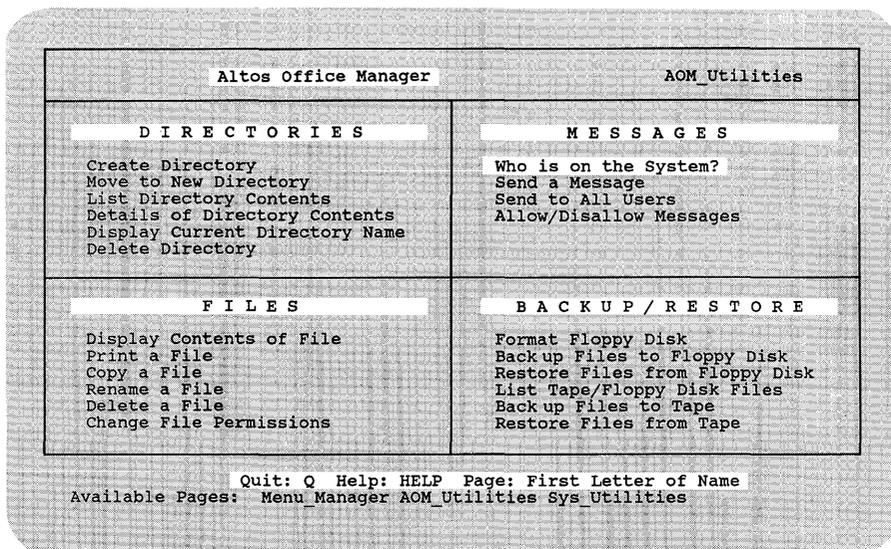 Altos Office Manager AOM_Utilities
D I R E C T O R I E S
Create Directory
Move to New Directory
List Directory Contents
Details of Directory Contents
Display Current Directory Name
Delete Directory
M E S S A G E S
Who is on the System?
Send a Message
Send to All Users
Allow/Disallow Messages
F I L E S
Display Contents of File
Print a File
Copy a File
Rename a File
Delete a File
Change File Permissions
B A C K U P / R E S T O R E
Format Floppy Disk
Back up Files to Floppy Disk
Restore Files from Floppy Disk
List Tape/Floppy Disk Files
Back up Files to Tape
Restore Files from Tape
Quit: Q Help: HELP Page: First Letter of Name
Available Pages: Menu_Manager AOM_Utilities Sys_Utilities